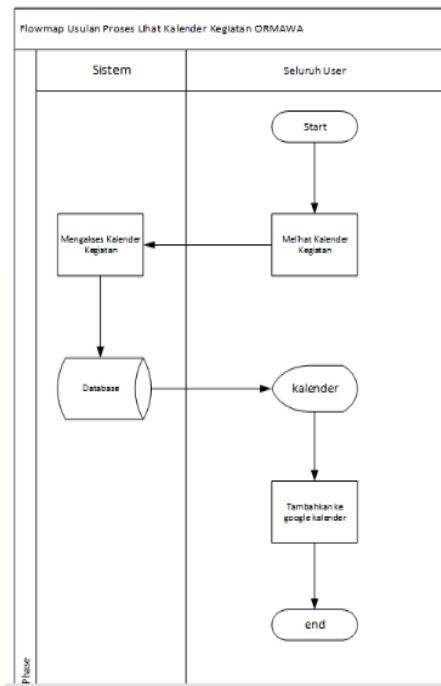 Flowmap Usulan Proses Lihat Kalender Kegiatan ORMAWA
Sistem
Seluruh User
Start
Mengakses Kalender
Kegiatan
Melihat Kalender
Kegiatan
Database
kalender
Tambahkan ke
google kalender
end
Phase